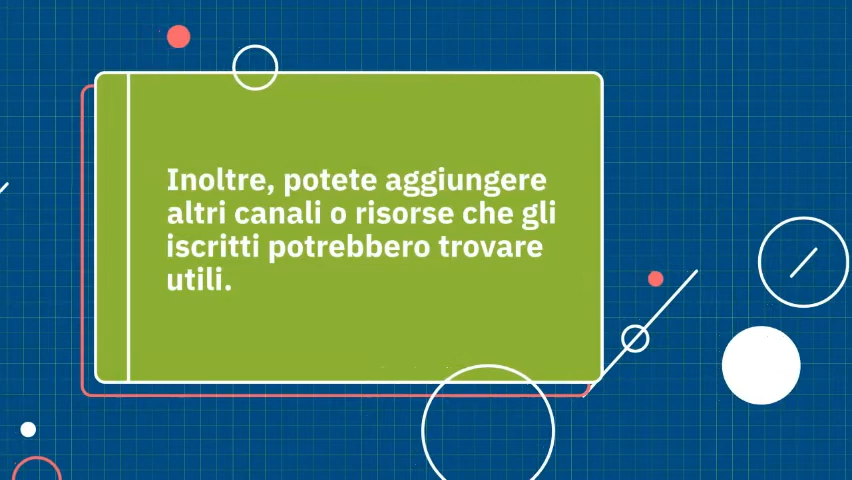 Inoltre, potete aggiungere
altri canali o risorse che gli
iscritti potrebbero trovare
utili.